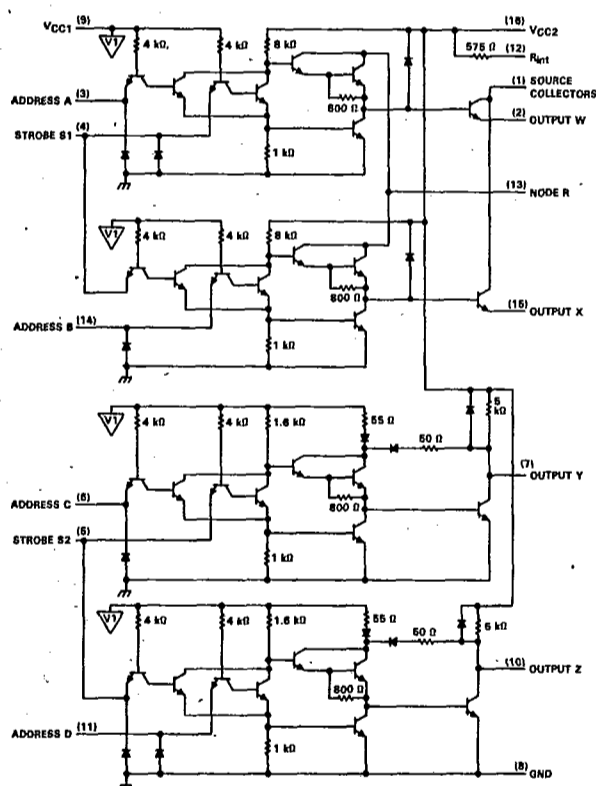 VCC1 (9)
V1
4 kΩ
4 kΩ
8 kΩ
(16) VCC2
575 Ω
(12)
Rint
(1) SOURCE
COLLECTORS
ADDRESS A (3)
800 Ω
(2)
OUTPUT W
STROBE S1 (4)
1 kΩ
(13)
NODE R
V1
4 kΩ
4 kΩ
8 kΩ
800 Ω
(15) OUTPUT X
ADDRESS B (14)
1 kΩ
V1
4 kΩ
4 kΩ
1.6 kΩ
55 Ω
5
kΩ
50 Ω
(7)
OUTPUT Y
ADDRESS C (6)
800 Ω
STROBE S2 (5)
1 kΩ
V1
4 kΩ
4 kΩ
1.6 kΩ
55 Ω
50 Ω
5 kΩ
(10)
OUTPUT Z
800 Ω
ADDRESS D (11)
1 kΩ
(8)
GND